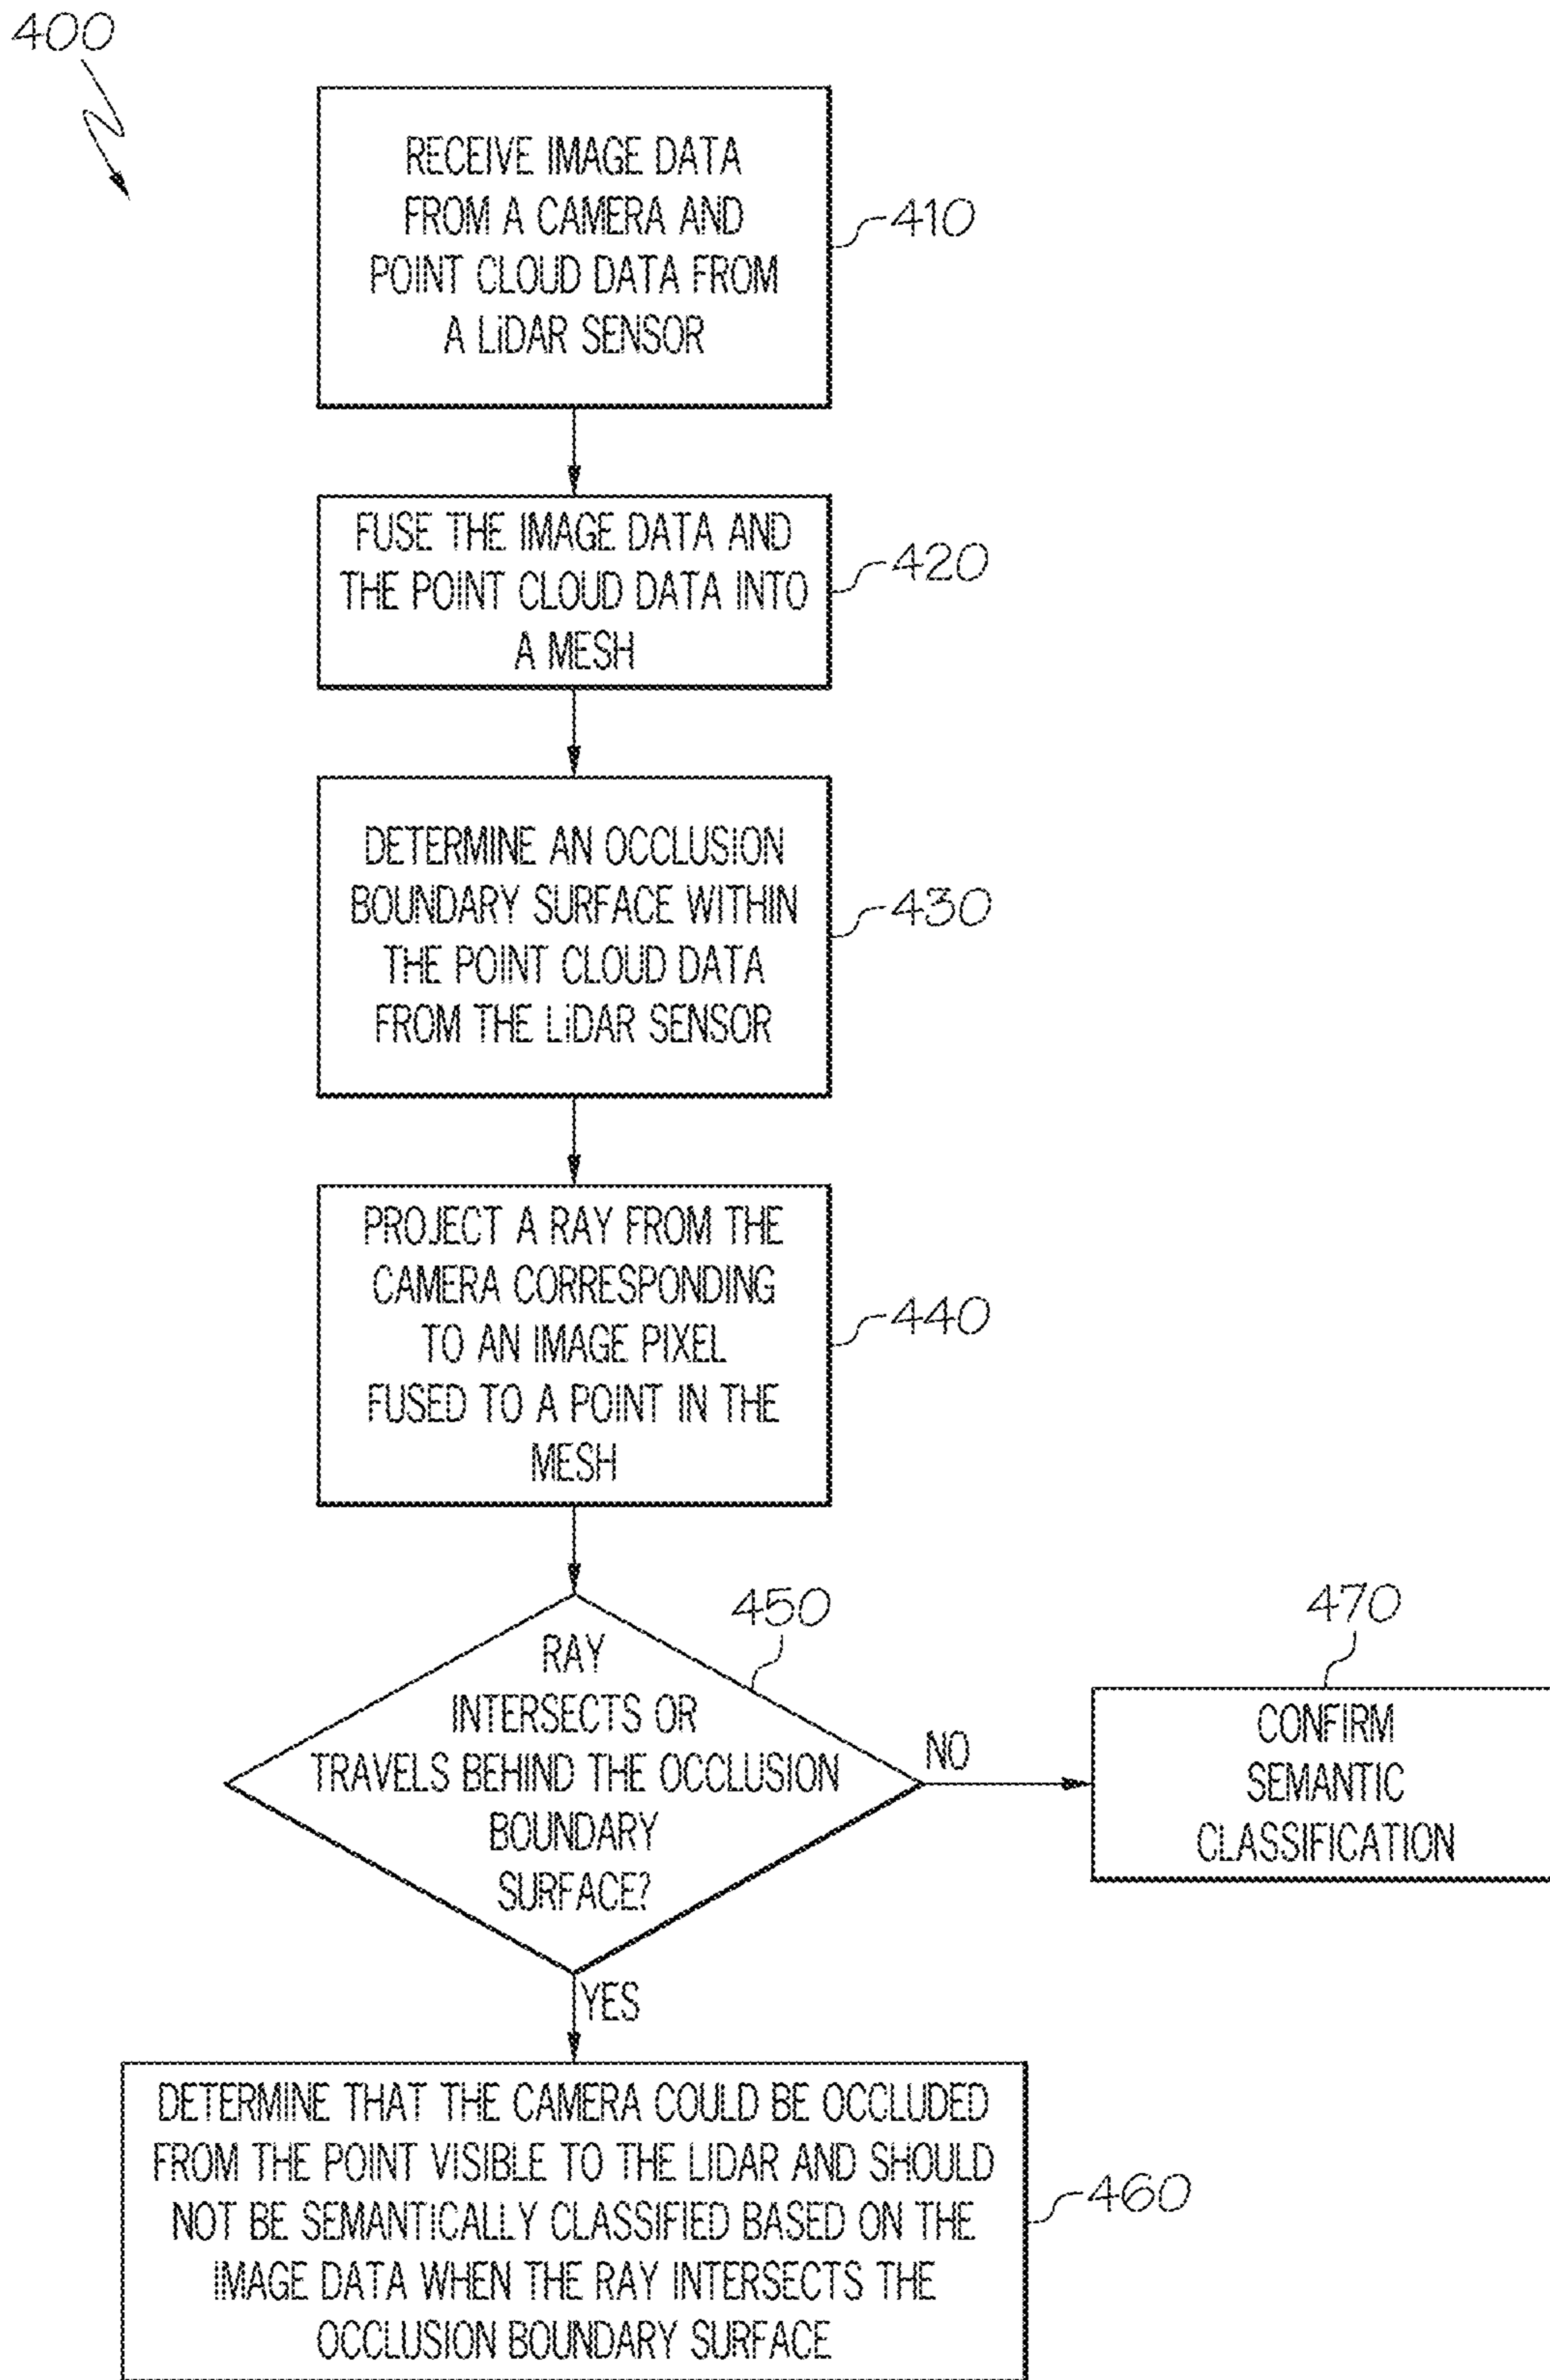 400
RECEIVE IMAGE DATA
FROM A CAMERA AND
POINT CLOUD DATA FROM
A LiDAR SENSOR
410
FUSE THE IMAGE DATA AND
THE POINT CLOUD DATA INTO
A MESH
420
DETERMINE AN OCCLUSION
BOUNDARY SURFACE WITHIN
THE POINT CLOUD DATA
FROM THE LiDAR SENSOR
430
PROJECT A RAY FROM THE
CAMERA CORRESPONDING
TO AN IMAGE PIXEL
FUSED TO A POINT IN THE
MESH
440
RAY
INTERSECTS OR
TRAVELS BEHIND THE OCCLUSION
BOUNDARY
SURFACE?
450
NO
CONFIRM
SEMANTIC
CLASSIFICATION
470
YES
DETERMINE THAT THE CAMERA COULD BE OCCLUDED
FROM THE POINT VISIBLE TO THE LIDAR AND SHOULD
NOT BE SEMANTICALLY CLASSIFIED BASED ON THE
IMAGE DATA WHEN THE RAY INTERSECTS THE
OCCLUSION BOUNDARY SURFACE
460